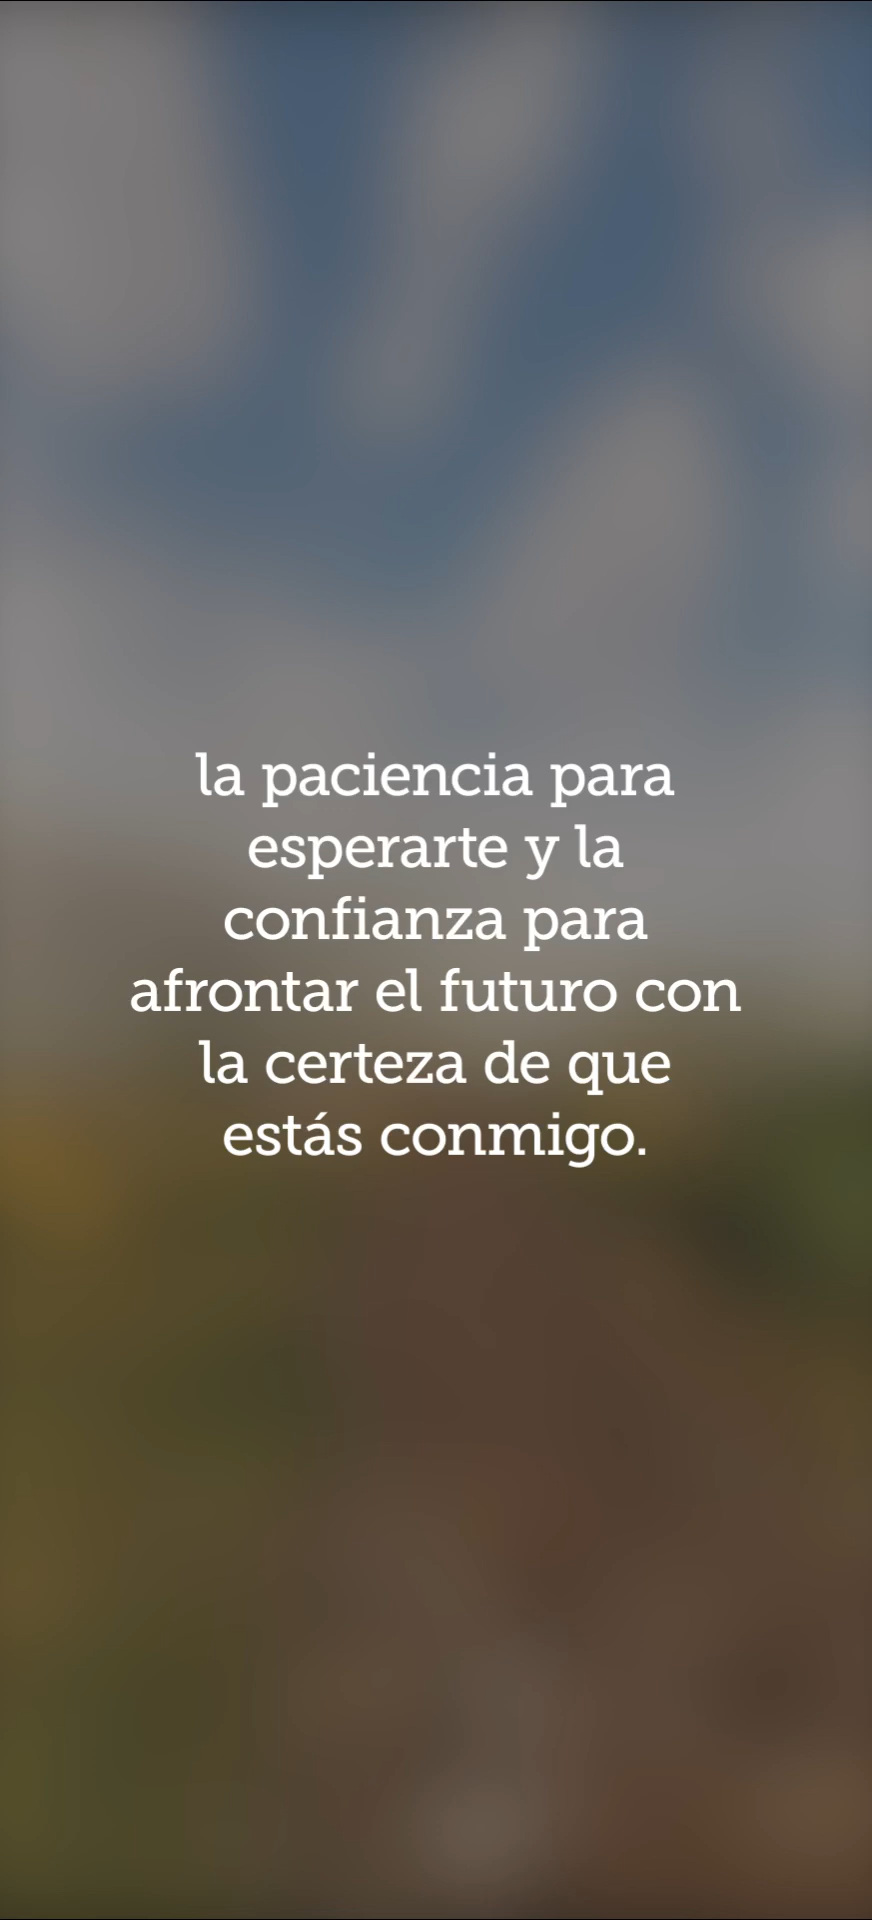 la paciencia para
esperarte y la
confianza para
afrontar el futuro con
la certeza de que
estás conmigo.